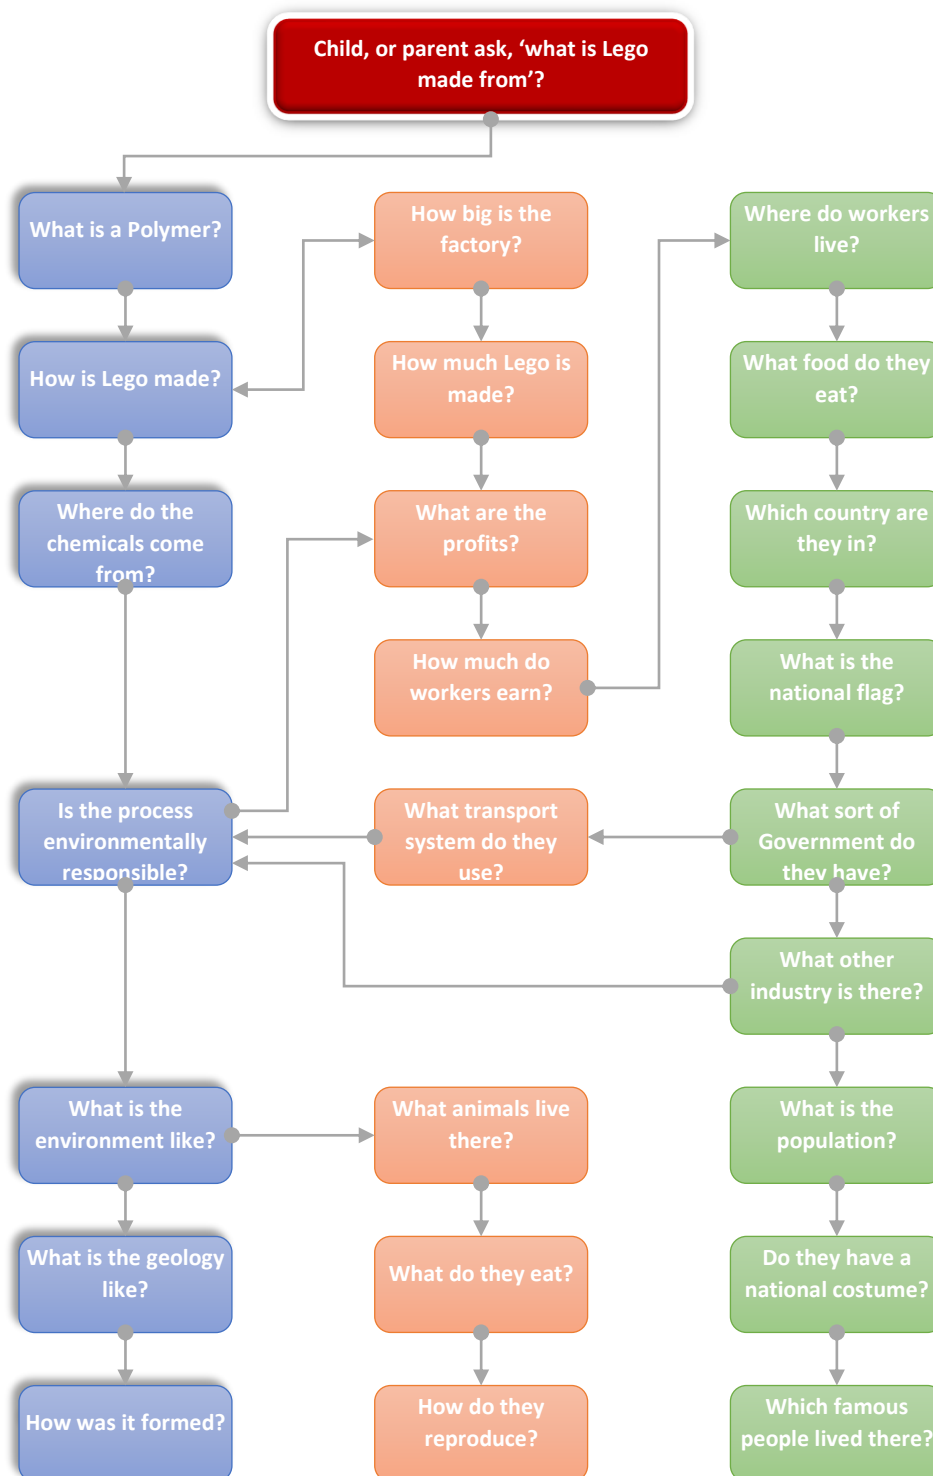 Child, or parent ask, ‘what is Lego
made from’?
What is a Polymer?
How big is the
factory?
Where do workers
live?
How is Lego made?
How much Lego is
made?
What food do they
eat?
Where do the
chemicals come
from?
What are the
profits?
Which country are
they in?
How much do
workers earn?
What is the
national flag?
Is the process
environmentally
responsible?
What transport
system do they
use?
What sort of
Government do
they have?
What other
industry is there?
What is the
environment like?
What animals live
there?
What is the
population?
What is the geology
like?
What do they eat?
Do they have a
national costume?
How was it formed?
How do they
reproduce?
Which famous
people lived there?